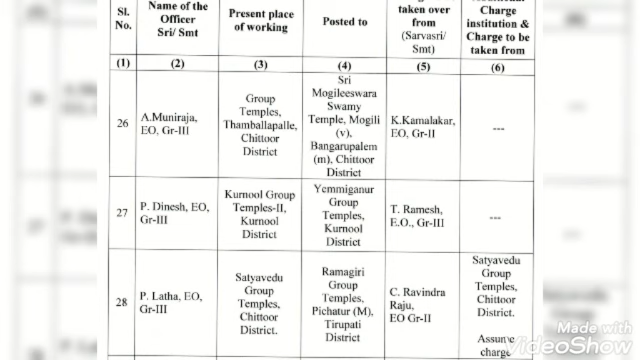 Sl.
No.
Name of the
Officer
Sri/ Smt
Present place
of working
Posted to
taken over
from
(Sarvasri/
Smt)
Charge
institution &
Charge to be
taken from
(1)
(2)
(3)
(4)
(5)
(6)
26
A.Muniraja,
EO, Gr-III
Group
Temples,
Thamballapalle,
Chittoor
District
Sri
Mogileeswara
Swamy
Temple, Mogili
(v),
Bangarupalem
(m), Chittoor
District
K.Kamalakar,
EO, Gr-II
---
27
P. Dinesh, EO,
Gr-III
Kurnool Group
Temples-II,
Kurnool
District
Yemmiganur
Group
Temples,
Kurnool
District
T. Ramesh,
E.O., Gr-III
---
28
P. Latha, EO,
Gr-III
Satyavedu
Group
Temples,
Chittoor
District.
Ramagiri
Group
Temples,
Pichatur (M),
Tirupati
District
C. Ravindra
Raju,
EO Gr-II
Satyavedu
Group
Temples,
Chittoor
District.
Assume
charge
Made with
VideoShow